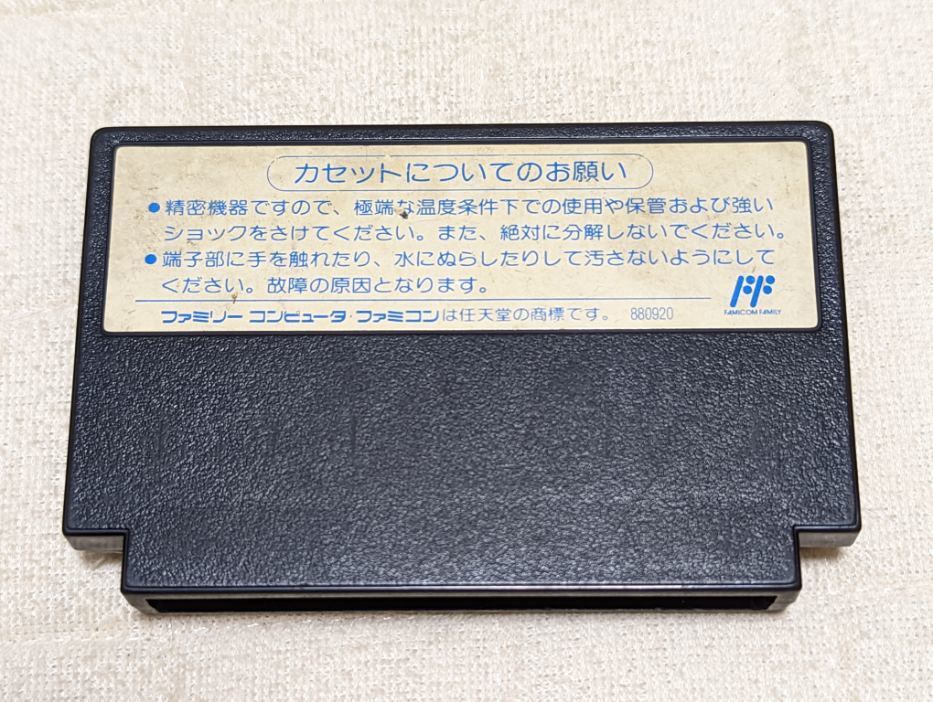 カセットについてのお願い
●精密機器ですので、極端な温度条件下での使用や保管および強い
ショックをさけてください。また、絶対に分解しないでください。
●端子部に手を触れたり、水にぬらしたりして汚さないようにして
ください。故障の原因となります。
ファミリー コンピュータ・ファミコンは任天堂の商標です。 880920
FAMICOM FAMILY